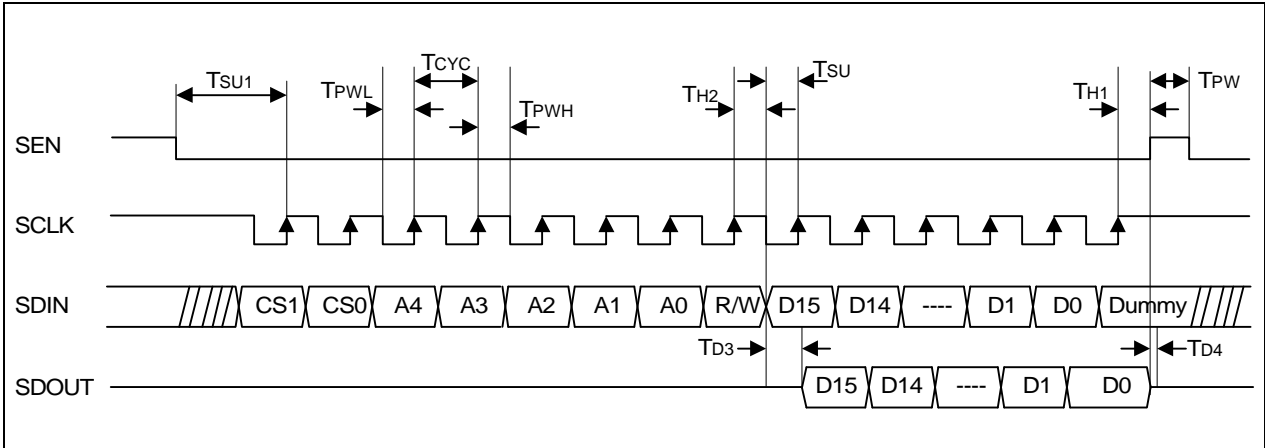 TCYC
TSU1
TSU
TPWL
TPWH
TH2
TH1
TPW
SEN
SCLK
SDIN
CS1 CS0 A4 A3 A2 A1 A0 R/W D15 D14 ---- D1 D0 Dummy
TD3
TD4
SDOUT
D15 D14 ---- D1 D0